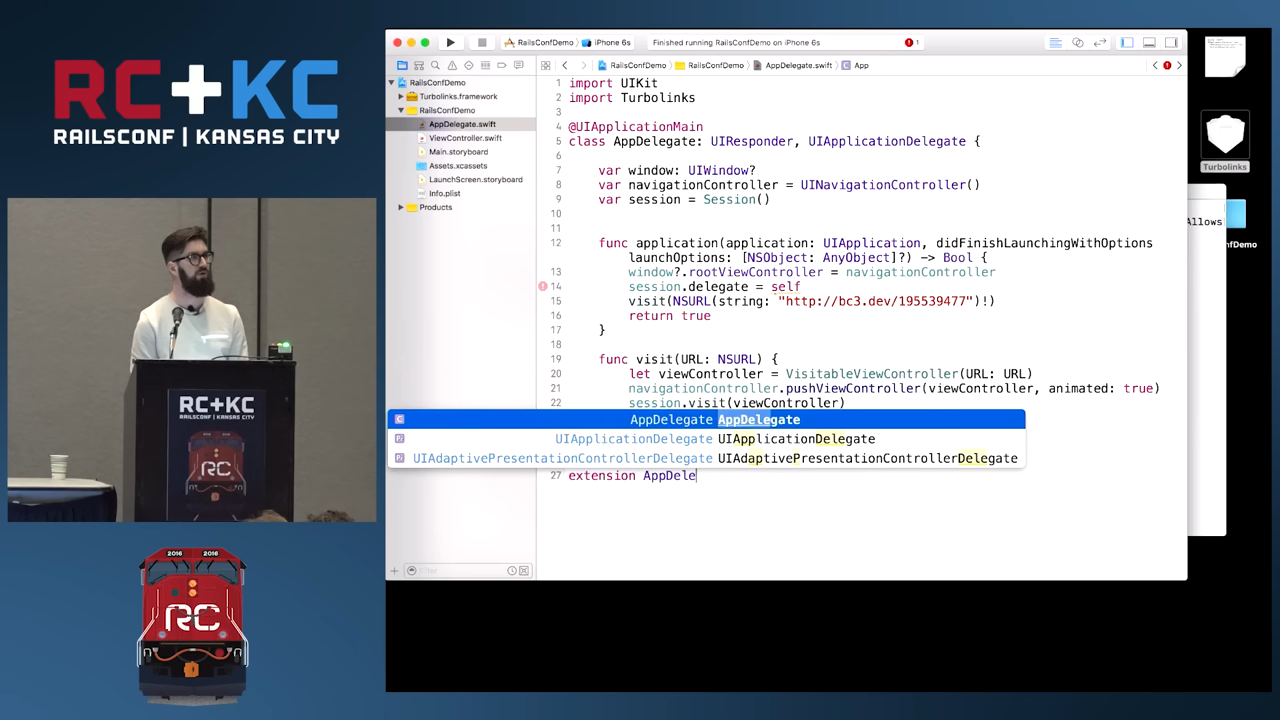 RC+KC
RAILSCONF | KANSAS CITY
RC+KC
RAILSCONF | KANSAS CITY
RC
2016 2016
RC
RailsConfDemo iPhone 6s
Finished running RailsConfDemo on iPhone 6s
1
RailsConfDemo RailsConfDemo AppDelegate.swift C App
RailsConfDemo
Turbolinks.framework
RailsConfDemo
AppDelegate.swift
ViewController.swift
Main.storyboard
Assets.xcassets
LaunchScreen.storyboard
Info.plist
Products
Filter
1 import UIKit
2 import Turbolinks
3
4 @UIApplicationMain
5 class AppDelegate: UIResponder, UIApplicationDelegate {
6
7 var window: UIWindow?
8 var navigationController = UINavigationController()
9 var session = Session()
10
11
12 func application(application: UIApplication, didFinishLaunchingWithOptions
launchOptions: [NSObject: AnyObject]?) -> Bool {
13 window?.rootViewController = navigationController
14 session.delegate = self
15 visit(NSURL(string: "http://bc3.dev/195539477")!)
16 return true
17 }
18
19 func visit(URL: NSURL) {
20 let viewController = VisitableViewController(URL: URL)
21 navigationController.pushViewController(viewController, animated: true)
22 session.visit(viewController)
C AppDelegate AppDelegate
Pr UIApplicationDelegate UIApplicationDelegate
Pr UIAdaptivePresentationControllerDelegate UIAdaptivePresentationControllerDelegate
27 extension AppDele
Turbolinks
Allows
fDemo